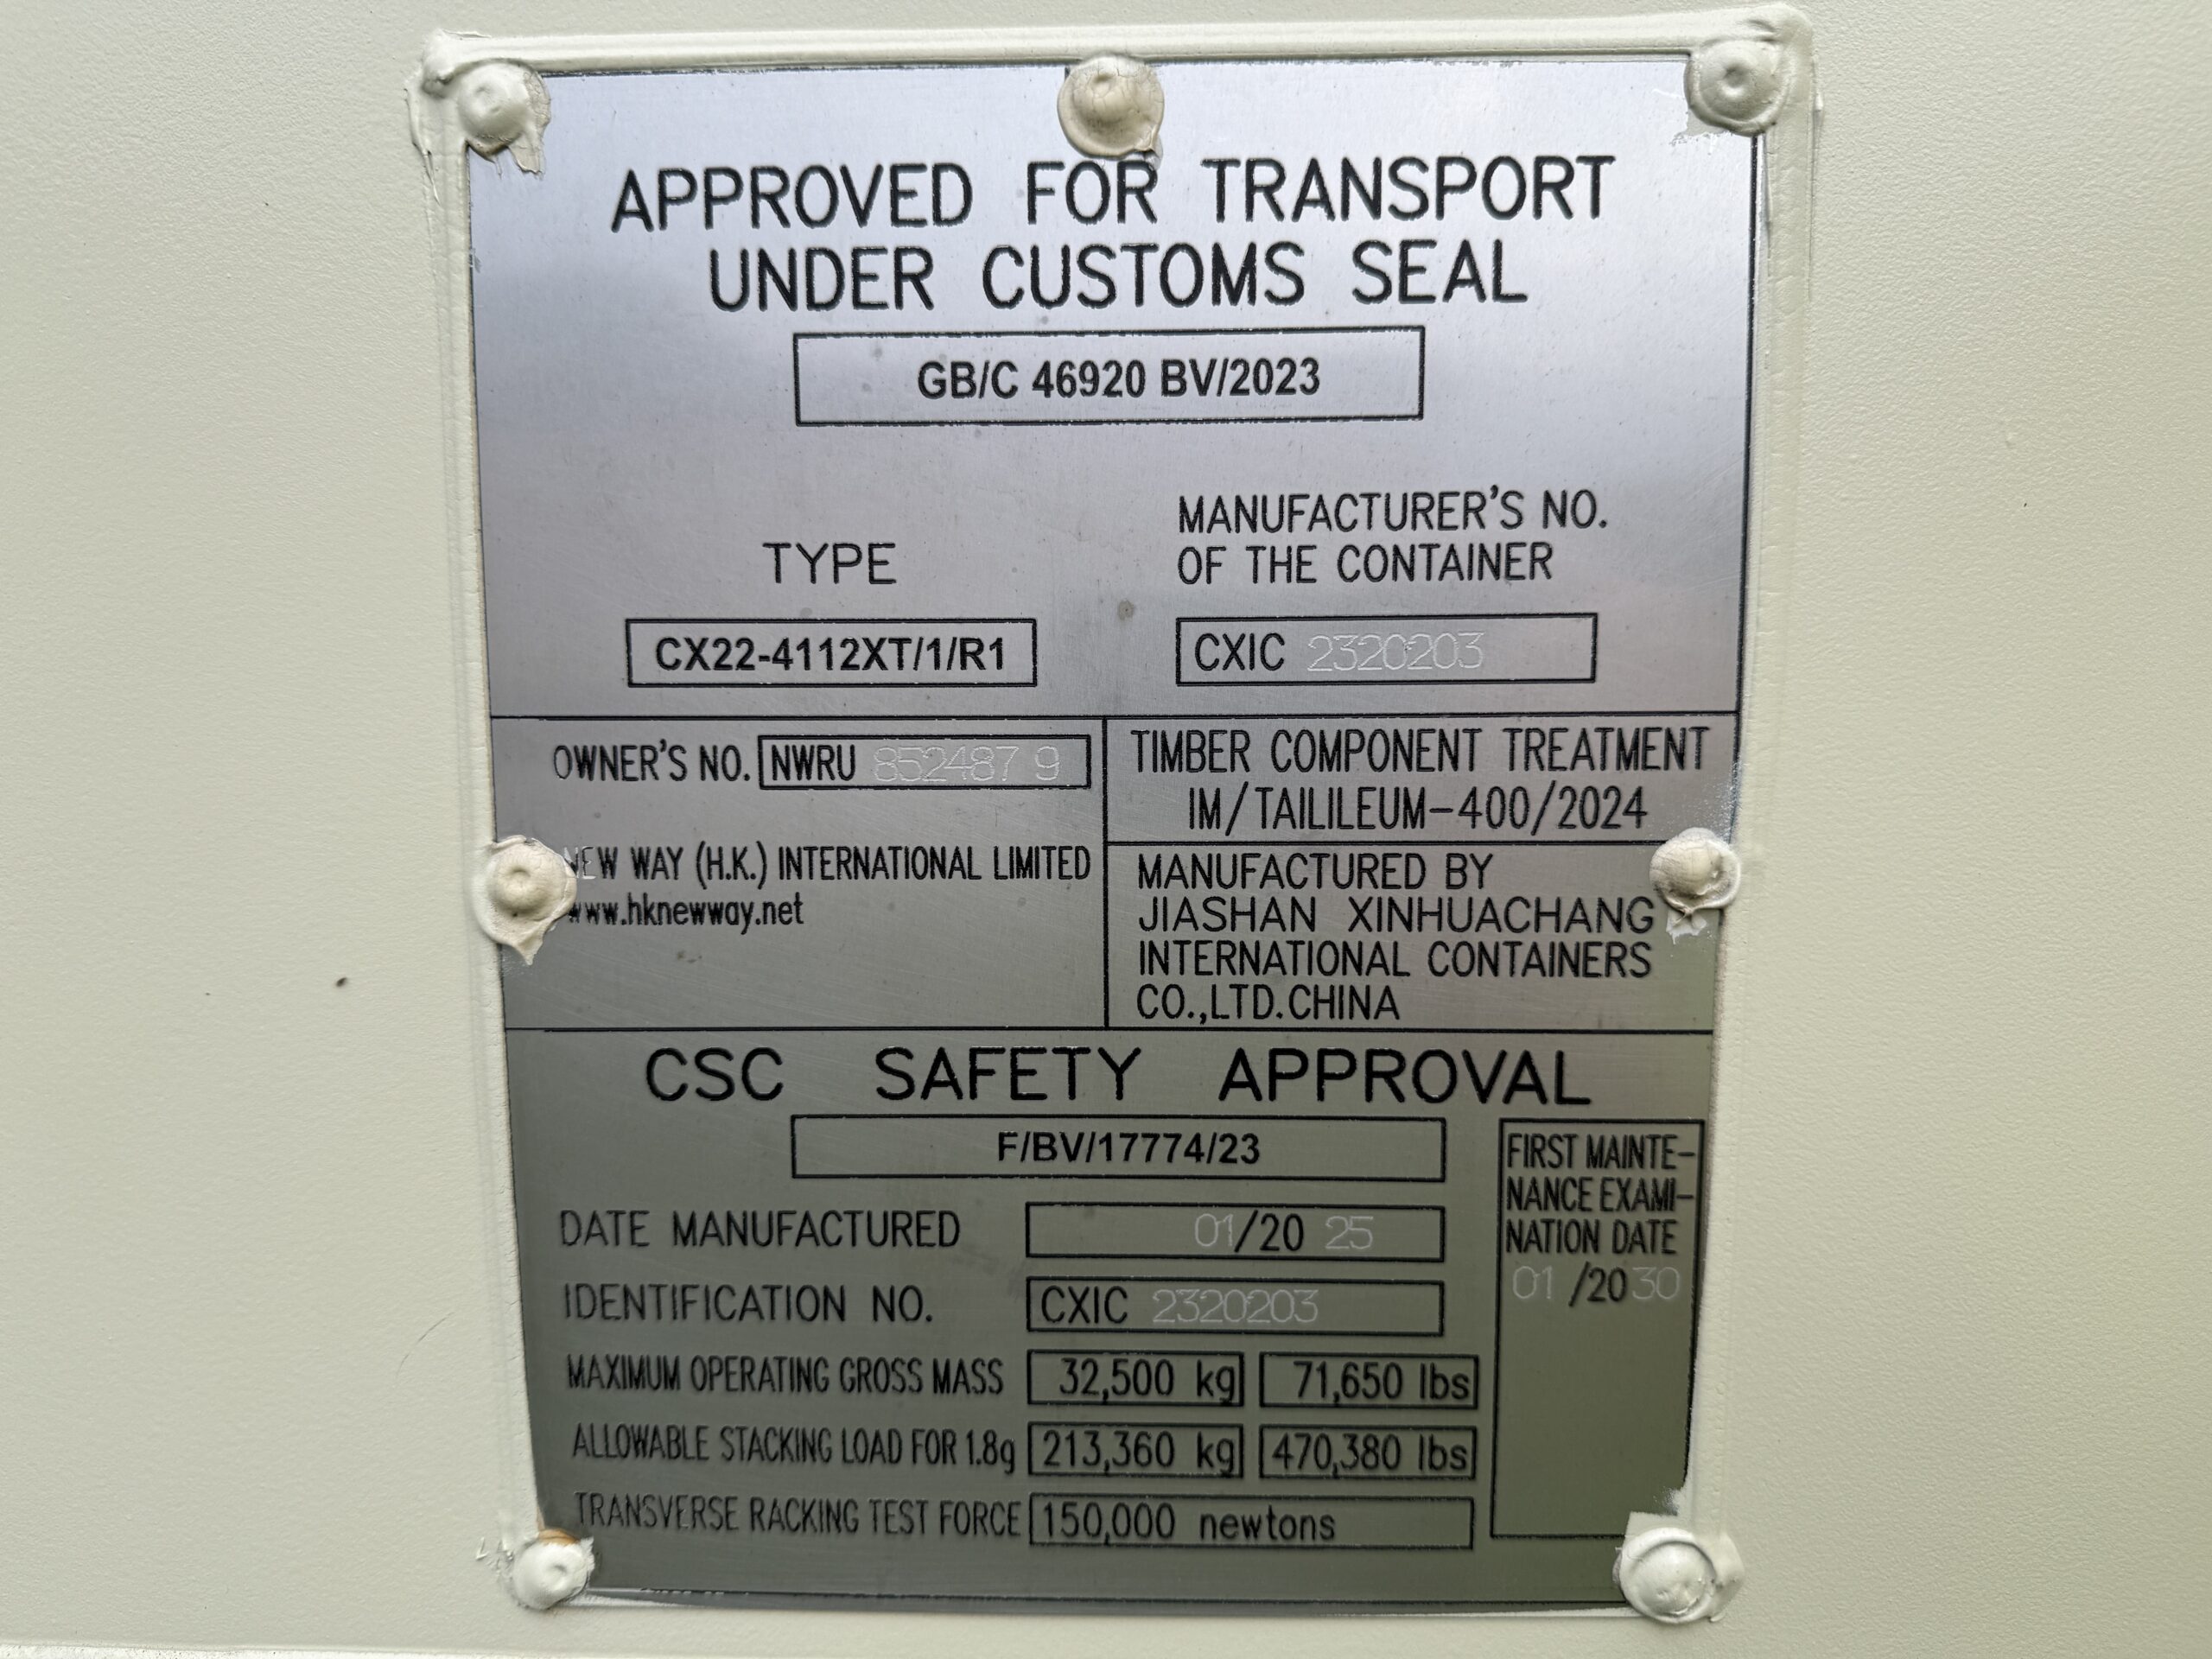 APPROVED FOR TRANSPORT
UNDER CUSTOMS SEAL
GB/C 46920 BV/2023
TYPE
CX22-4112XT/1/R1
MANUFACTURER'S NO.
OF THE CONTAINER
CXIC 2320203
OWNER'S NO. NWRU 852487 9
NEW WAY (H.K.) INTERNATIONAL LIMITED
www.hknewway.net
TIMBER COMPONENT TREATMENT
IM/TAILILEUM-400/2024
MANUFACTURED BY
JIASHAN XINHUACHANG
INTERNATIONAL CONTAINERS
CO.,LTD.CHINA
CSC SAFETY APPROVAL
F/BV/17774/23
DATE MANUFACTURED 01/20 25
IDENTIFICATION NO. CXIC 2320203
MAXIMUM OPERATING GROSS MASS 32,500 kg 71,650 lbs
ALLOWABLE STACKING LOAD FOR 1.8g 213,360 kg 470,380 lbs
TRANSVERSE RACKING TEST FORCE 150,000 newtons
FIRST MAINTE-
NANCE EXAMI-
NATION DATE
01 /20 30